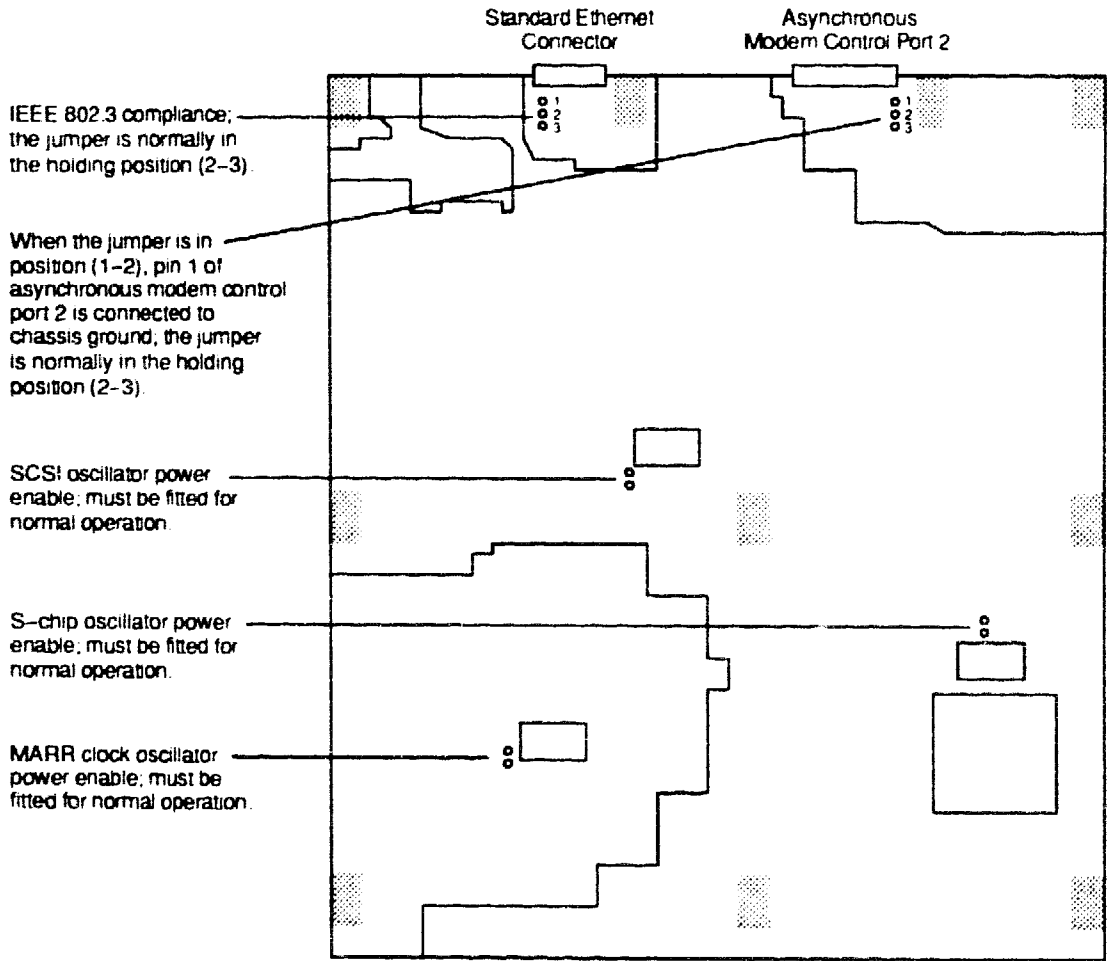 Standard Ethernet
Connector
Asynchronous
Modem Control Port 2
1
2
3
1
2
3
IEEE 802.3 compliance;
the jumper is normally in
the holding position (2-3).
When the jumper is in
position (1-2), pin 1 of
asynchronous modem control
port 2 is connected to
chassis ground; the jumper
is normally in the holding
position (2-3).
SCSI oscillator power
enable; must be fitted for
normal operation.
S-chip oscillator power
enable; must be fitted for
normal operation.
MARR clock oscillator
power enable; must be
fitted for normal operation.